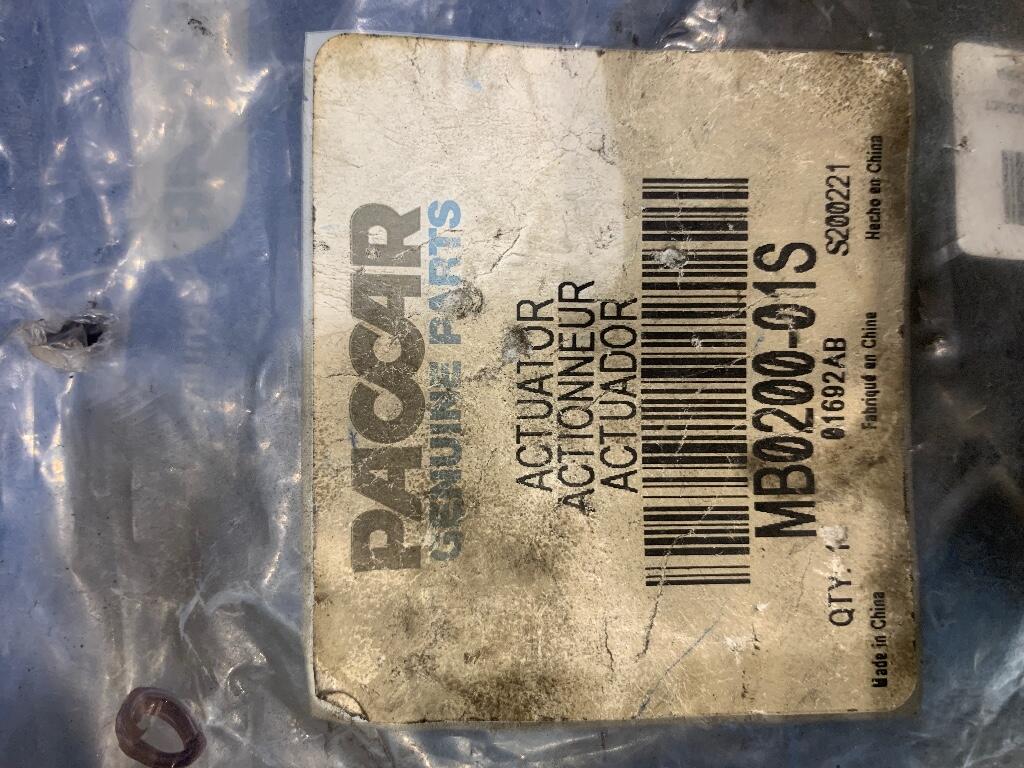 PACCAR
GENUINE PARTS
ACTUATOR
ACTIONNEUR
ACTUADOR
MB0200-01S
QTY: 1 01692AB S200221
Made in China Fabriqué en Chine Hecho en China